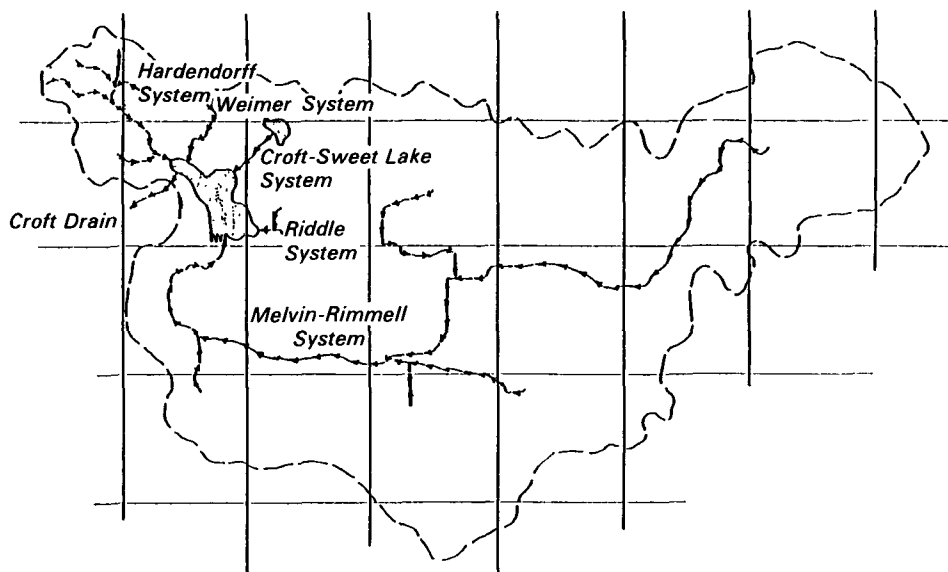 Hardendorff
System
Weimer System
Croft-Sweet Lake
System
Croft Drain
Riddle
System
Melvin-Rimmell
System